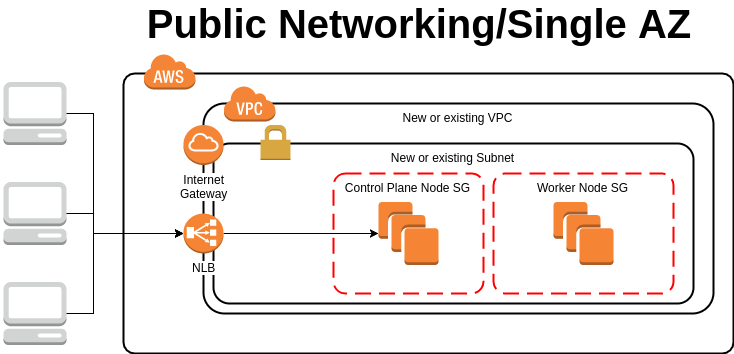 Public Networking/Single AZ
AWS
VPC
New or existing VPC
New or existing Subnet
Internet
Gateway
Control Plane Node SG
Worker Node SG
NLB